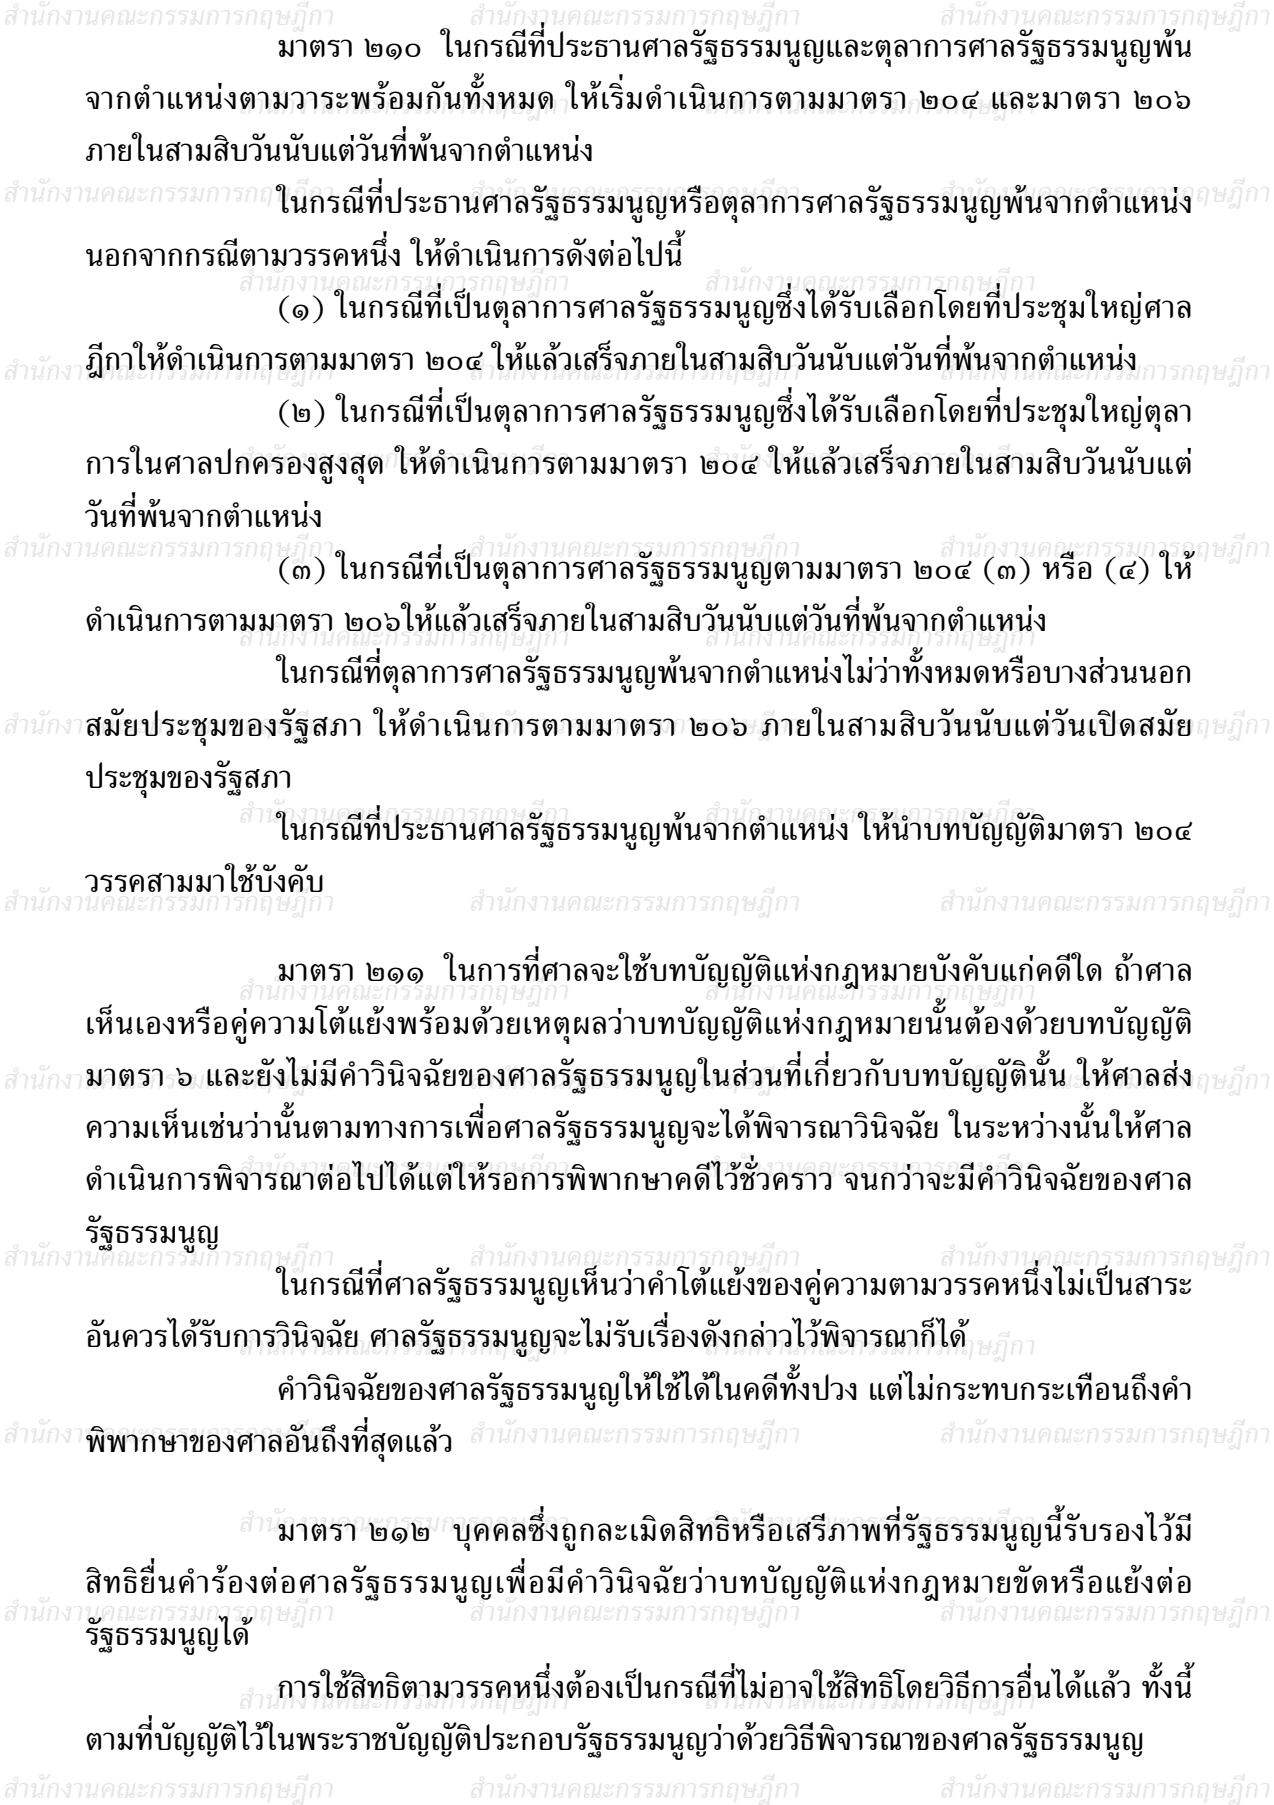 มาตรา ๒๑๐ ในกรณีที่ประธานศาลรัฐธรรมนูญและตุลาการศาลรัฐธรรมนูญพ้น
จากตำแหน่งตามวาระพร้อมกันทั้งหมด ให้เริ่มดำเนินการตามมาตรา ๒๐๔ และมาตรา ๒๐๖
ภายในสามสิบวันนับแต่วันที่พ้นจากตำแหน่ง
ในกรณีที่ประธานศาลรัฐธรรมนูญหรือตุลาการศาลรัฐธรรมนูญพ้นจากตำแหน่ง
นอกจากกรณีตามวรรคหนึ่ง ให้ดำเนินการดังต่อไปนี้
(๑) ในกรณีที่เป็นตุลาการศาลรัฐธรรมนูญซึ่งได้รับเลือกโดยที่ประชุมใหญ่ศาล
ฎีกาให้ดำเนินการตามมาตรา ๒๐๔ ให้แล้วเสร็จภายในสามสิบวันนับแต่วันที่พ้นจากตำแหน่ง
(๒) ในกรณีที่เป็นตุลาการศาลรัฐธรรมนูญซึ่งได้รับเลือกโดยที่ประชุมใหญ่ตุลา
การในศาลปกครองสูงสุด ให้ดำเนินการตามมาตรา ๒๐๔ ให้แล้วเสร็จภายในสามสิบวันนับแต่
วันที่พ้นจากตำแหน่ง
(๓) ในกรณีที่เป็นตุลาการศาลรัฐธรรมนูญตามมาตรา ๒๐๔ (๓) หรือ (๔) ให้
ดำเนินการตามมาตรา ๒๐๖ให้แล้วเสร็จภายในสามสิบวันนับแต่วันที่พ้นจากตำแหน่ง
ในกรณีที่ตุลาการศาลรัฐธรรมนูญพ้นจากตำแหน่งไม่ว่าทั้งหมดหรือบางส่วนนอก
สมัยประชุมของรัฐสภา ให้ดำเนินการตามมาตรา ๒๐๖ ภายในสามสิบวันนับแต่วันเปิดสมัย
ประชุมของรัฐสภา
ในกรณีที่ประธานศาลรัฐธรรมนูญพ้นจากตำแหน่ง ให้นำบทบัญญัติมาตรา ๒๐๔
วรรคสามมาใช้บังคับ
มาตรา ๒๑๑ ในการที่ศาลจะใช้บทบัญญัติแห่งกฎหมายบังคับแก่คดีใด ถ้าศาล
เห็นเองหรือคู่ความโต้แย้งพร้อมด้วยเหตุผลว่าบทบัญญัติแห่งกฎหมายนั้นต้องด้วยบทบัญญัติ
มาตรา ๖ และยังไม่มีคำวินิจฉัยของศาลรัฐธรรมนูญในส่วนที่เกี่ยวกับบทบัญญัตินั้น ให้ศาลส่ง
ความเห็นเช่นว่านั้นตามทางการเพื่อศาลรัฐธรรมนูญจะได้พิจารณาวินิจฉัย ในระหว่างนั้นให้ศาล
ดำเนินการพิจารณาต่อไปได้แต่ให้รอการพิพากษาคดีไว้ชั่วคราว จนกว่าจะมีคำวินิจฉัยของศาล
รัฐธรรมนูญ
ในกรณีที่ศาลรัฐธรรมนูญเห็นว่าคำโต้แย้งของคู่ความตามวรรคหนึ่งไม่เป็นสาระ
อันควรได้รับการวินิจฉัย ศาลรัฐธรรมนูญจะไม่รับเรื่องดังกล่าวไว้พิจารณาก็ได้
คำวินิจฉัยของศาลรัฐธรรมนูญให้ใช้ได้ในคดีทั้งปวง แต่ไม่กระทบกระเทือนถึงคำ
พิพากษาของศาลอันถึงที่สุดแล้ว
มาตรา ๒๑๒ บุคคลซึ่งถูกละเมิดสิทธิหรือเสรีภาพที่รัฐธรรมนูญนี้รับรองไว้มี
สิทธิยื่นคำร้องต่อศาลรัฐธรรมนูญเพื่อมีคำวินิจฉัยว่าบทบัญญัติแห่งกฎหมายขัดหรือแย้งต่อ
รัฐธรรมนูญได้
การใช้สิทธิตามวรรคหนึ่งต้องเป็นกรณีที่ไม่อาจใช้สิทธิโดยวิธีการอื่นได้แล้ว ทั้งนี้
ตามที่บัญญัติไว้ในพระราชบัญญัติประกอบรัฐธรรมนูญว่าด้วยวิธีพิจารณาของศาลรัฐธรรมนูญ